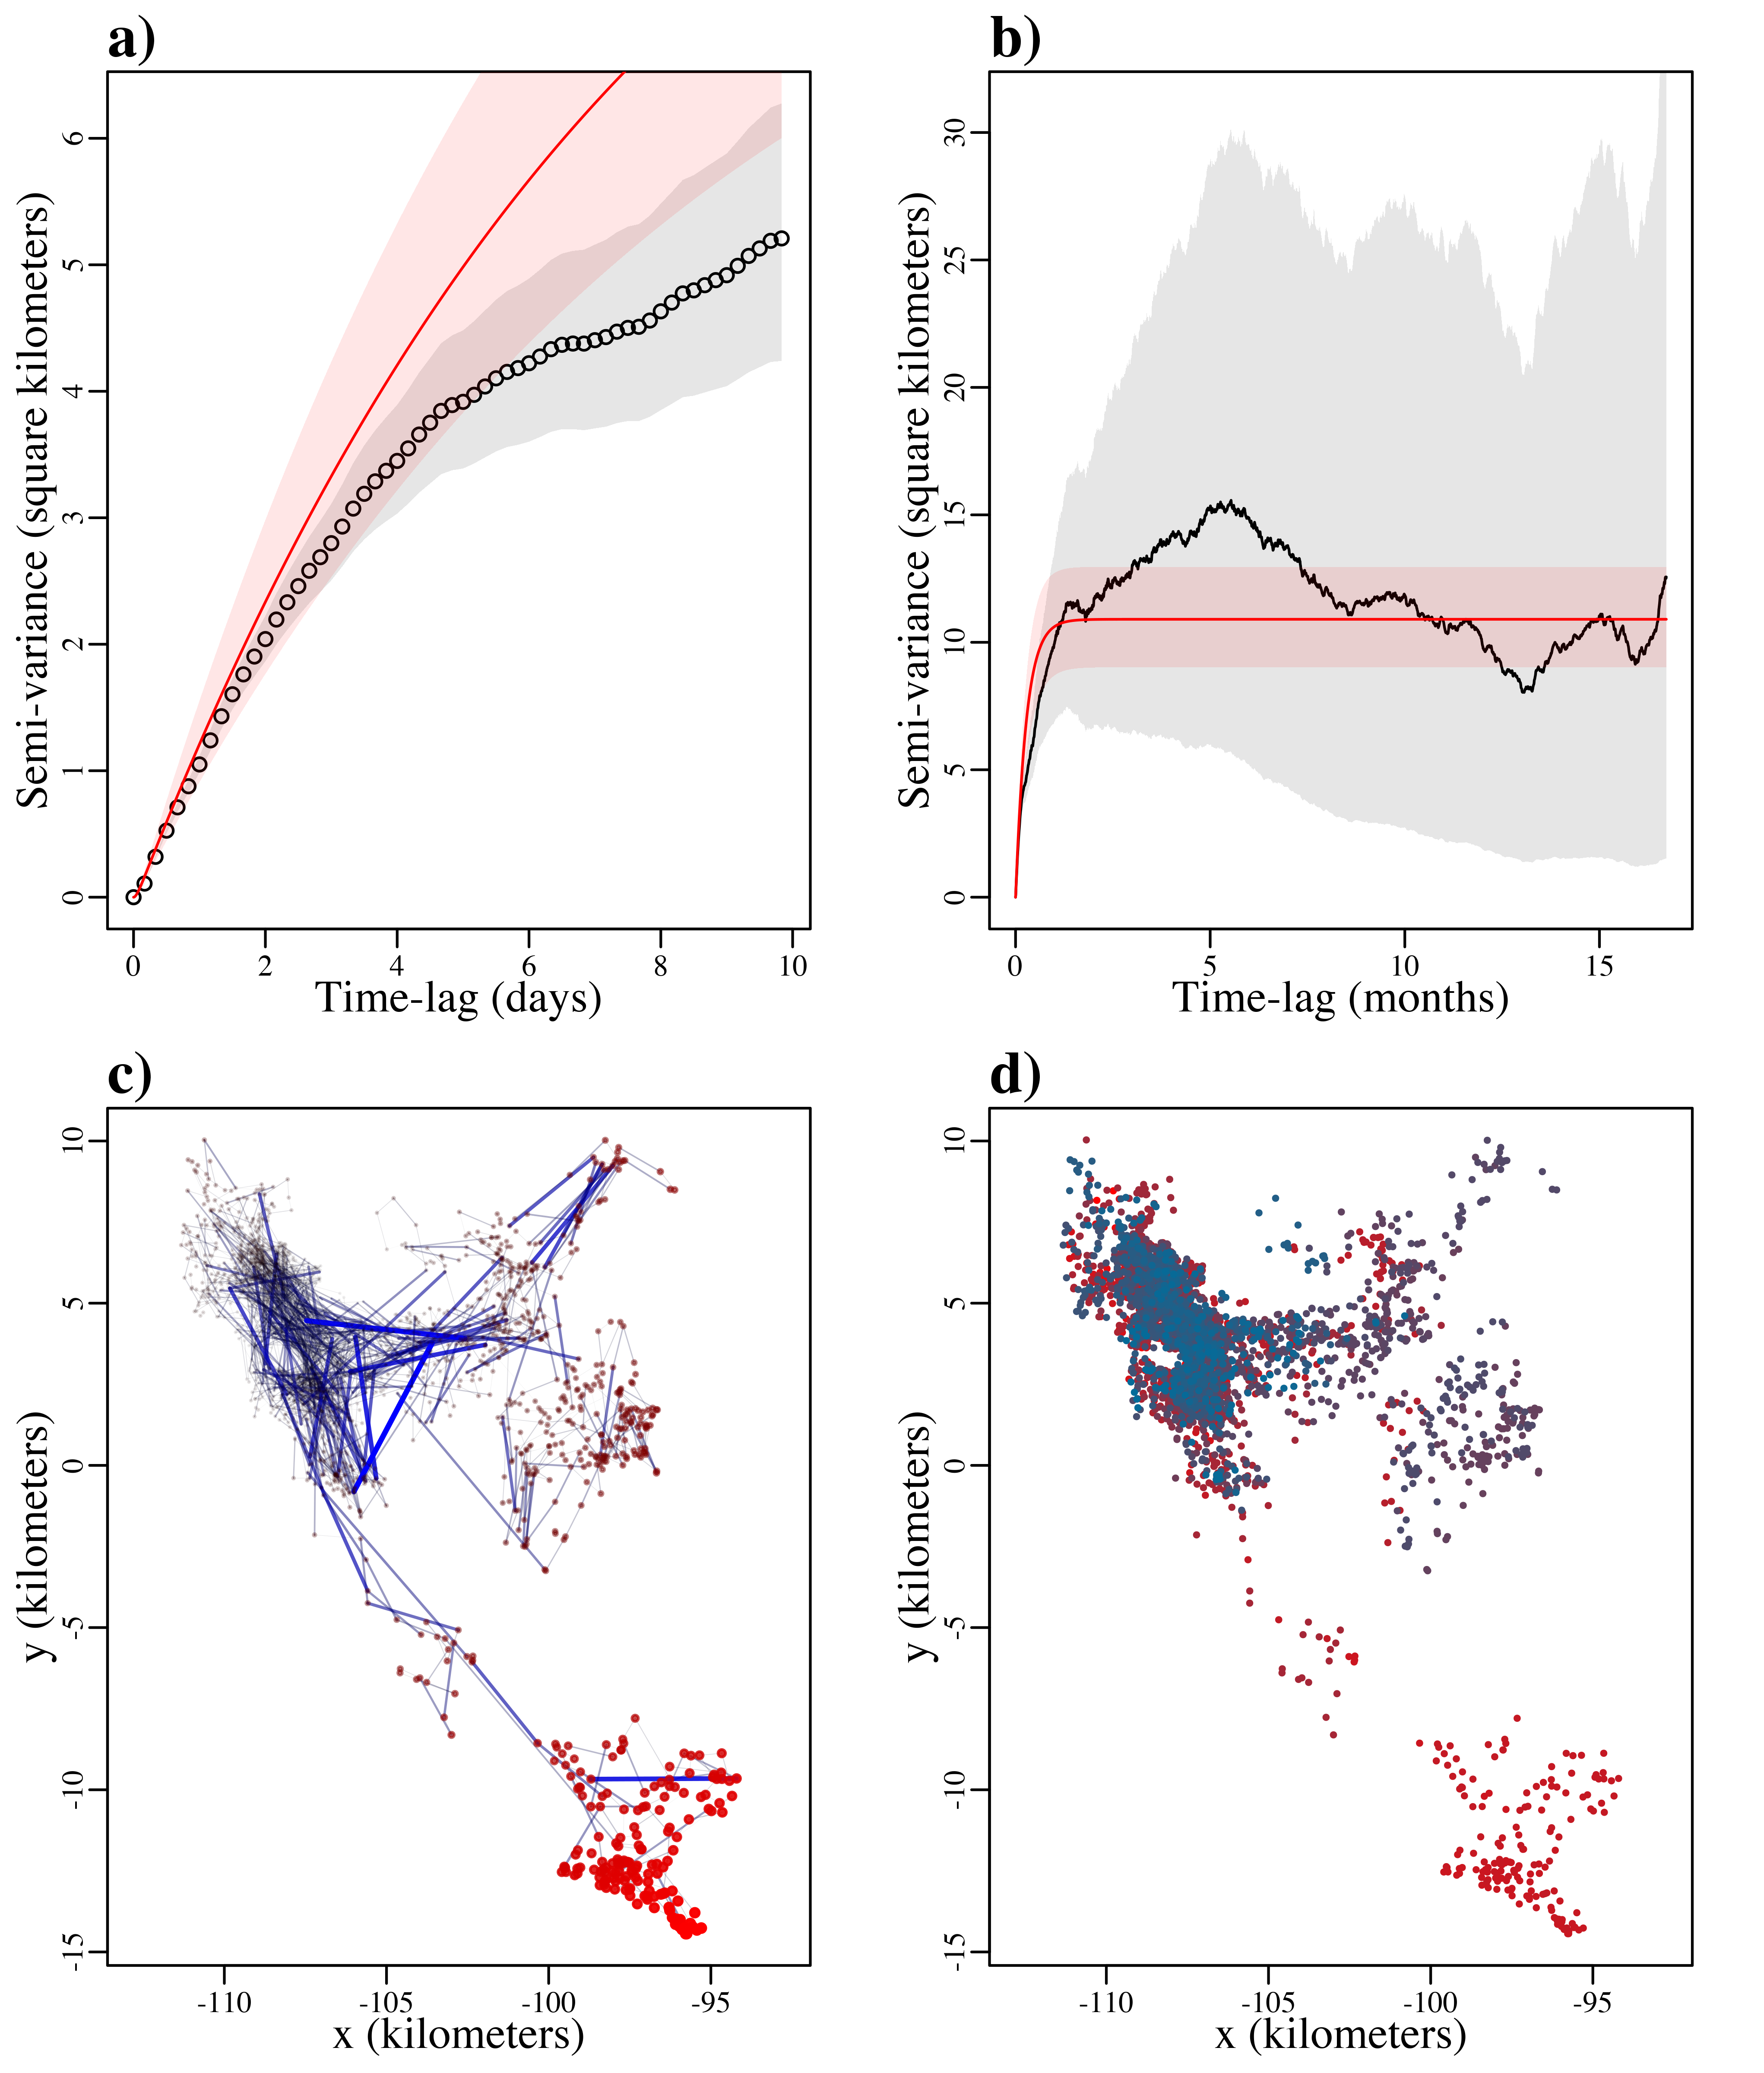 a)
Semi-variance (square kilometers)
0 1 2 3 4 5 6
0 2 4 6 8 10
Time-lag (days)
b)
Semi-variance (square kilometers)
0 5 10 15 20 25 30
0 5 10 15
Time-lag (months)
c)
y (kilometers)
-15 -10 -5 0 5 10
-110 -105 -100 -95
x (kilometers)
d)
y (kilometers)
-15 -10 -5 0 5 10
-110 -105 -100 -95
x (kilometers)